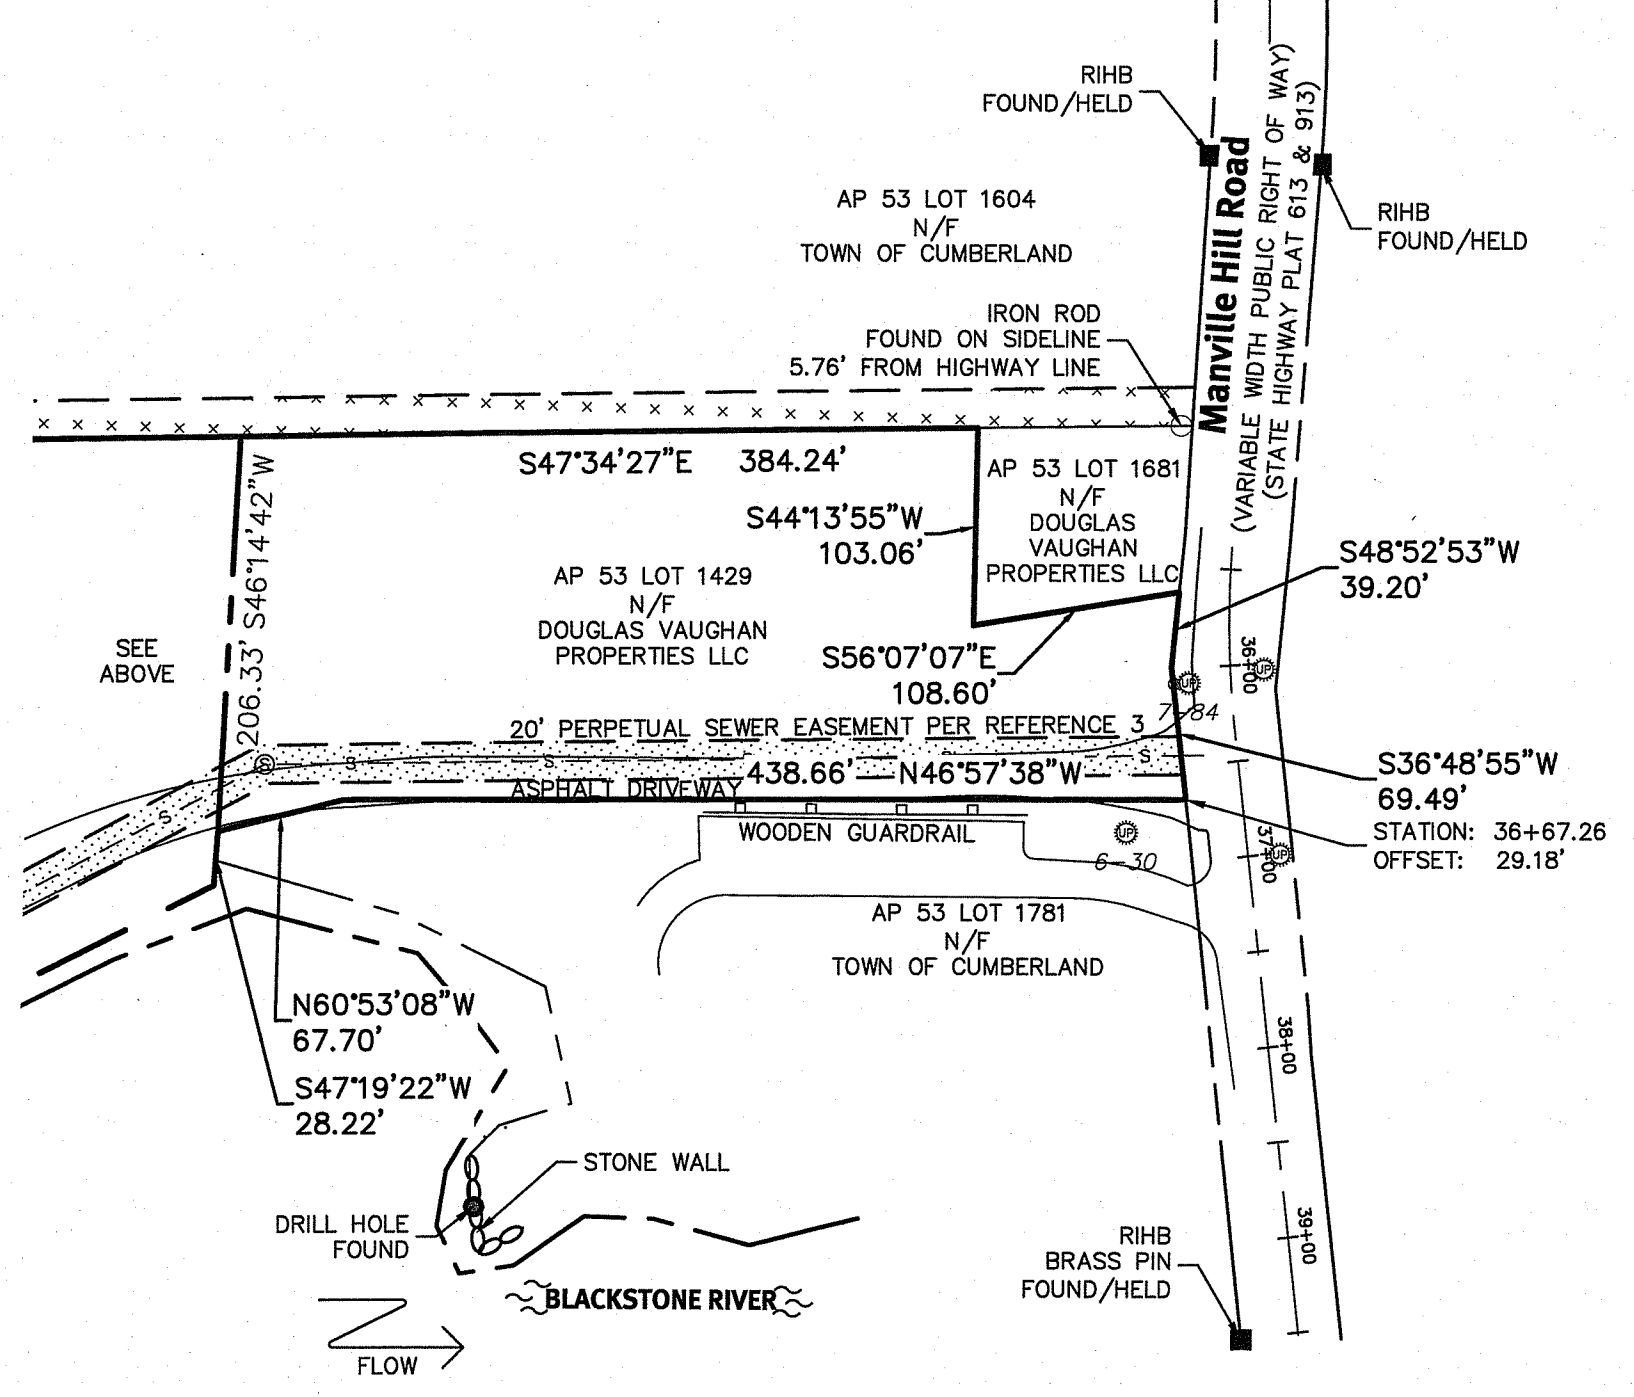 RIHB
FOUND/HELD
Manville Hill Road
(VARIABLE WIDTH PUBLIC RIGHT OF WAY)
(STATE HIGHWAY PLAT 613 & 913)
RIHB
FOUND/HELD
AP 53 LOT 1604
N/F
TOWN OF CUMBERLAND
IRON ROD
FOUND ON SIDELINE
5.76' FROM HIGHWAY LINE
S47°34'27"E 384.24'
AP 53 LOT 1681
N/F
DOUGLAS
VAUGHAN
PROPERTIES LLC
S44°13'55"W
103.06'
S48°52'53"W
39.20'
206.33' S46°14'42"W
AP 53 LOT 1429
N/F
DOUGLAS VAUGHAN
PROPERTIES LLC
SEE
ABOVE
S56°07'07"E
108.60'
36+00
UP
UP
7-84
20' PERPETUAL SEWER EASEMENT PER REFERENCE 3
S
S
S
S
438.66' N46°57'38"W
ASPHALT DRIVEWAY
S36°48'55"W
69.49'
STATION: 36+67.26
OFFSET: 29.18'
WOODEN GUARDRAIL
UP
6-30
37+00
UP
AP 53 LOT 1781
N/F
TOWN OF CUMBERLAND
N60°53'08"W
67.70'
S47°19'22"W
28.22'
38+00
STONE WALL
DRILL HOLE
FOUND
39+00
RIHB
BRASS PIN
FOUND/HELD
BLACKSTONE RIVER
FLOW